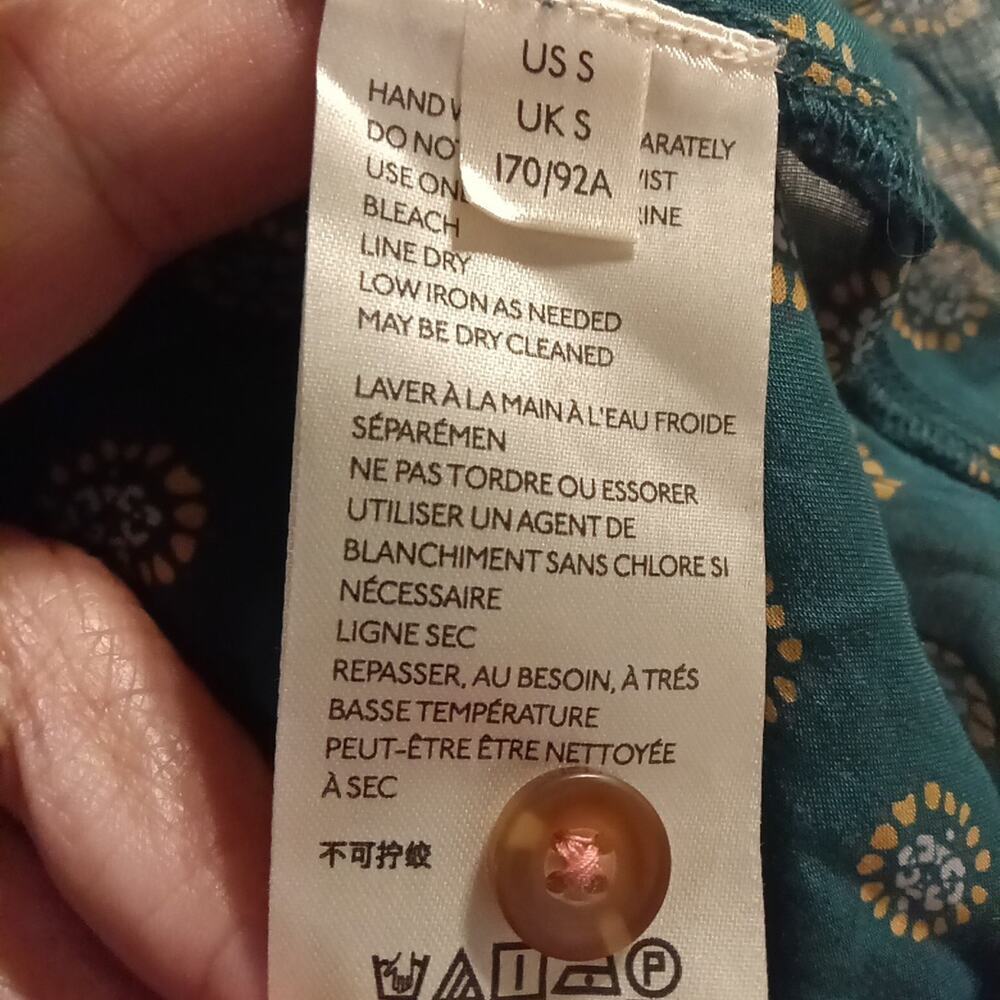 US S
UK S
170/92A
HAND
ARATELY
DO NO
USE ON
BLEACH
LINE DRY
LOW IRON AS NEEDED
MAY BE DRY CLEANED
LAVER À LA MAIN À L'EAU FROIDE
SÉPARÉMEN
NE PAS TORDRE OU ESSORER
UTILISER UN AGENT DE
BLANCHIMENT SANS CHLORE SI
NÉCESSAIRE
LIGNE SEC
REPASSER, AU BESOIN, À TRÉS
BASSE TEMPÉRATURE
PEUT-ÊTRE ÊTRE NETTOYÉE
À SEC
不可拧绞
P